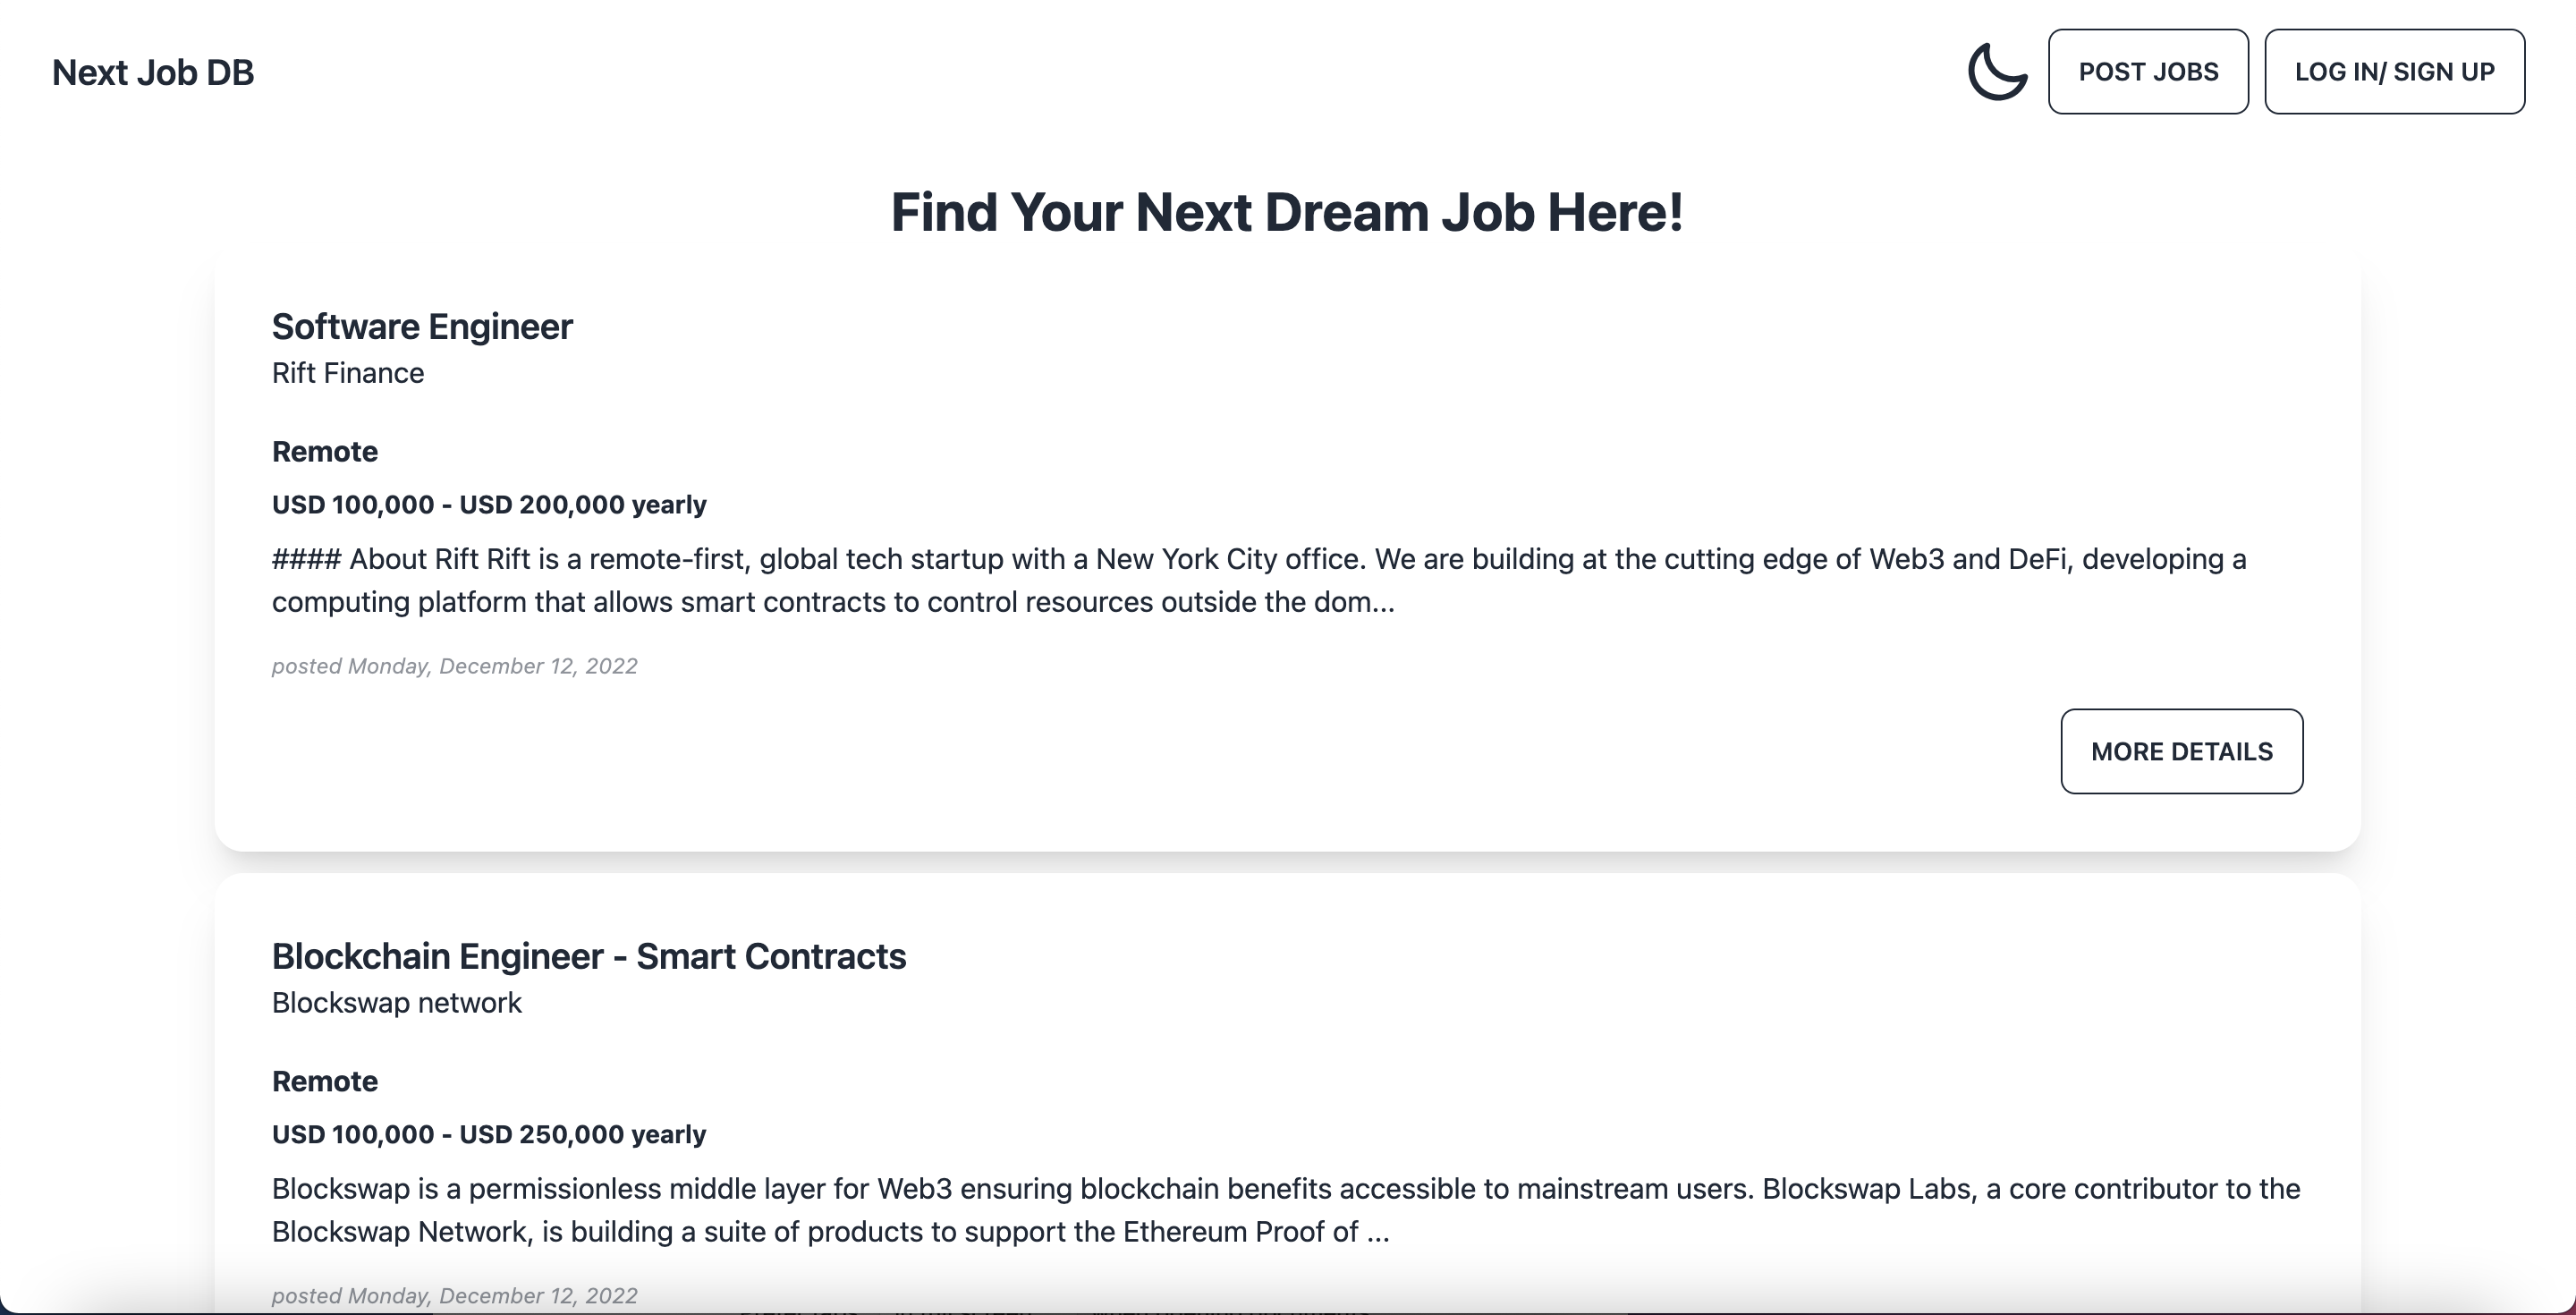 Next Job DB
POST JOBS
LOG IN/ SIGN UP
Find Your Next Dream Job Here!
Software Engineer
Rift Finance
Remote
USD 100,000 - USD 200,000 yearly
#### About Rift Rift is a remote-first, global tech startup with a New York City office. We are building at the cutting edge of Web3 and DeFi, developing a
computing platform that allows smart contracts to control resources outside the dom...
posted Monday, December 12, 2022
MORE DETAILS
Blockchain Engineer - Smart Contracts
Blockswap network
Remote
USD 100,000 - USD 250,000 yearly
Blockswap is a permissionless middle layer for Web3 ensuring blockchain benefits accessible to mainstream users. Blockswap Labs, a core contributor to the
Blockswap Network, is building a suite of products to support the Ethereum Proof of ...
posted Monday, December 12, 2022